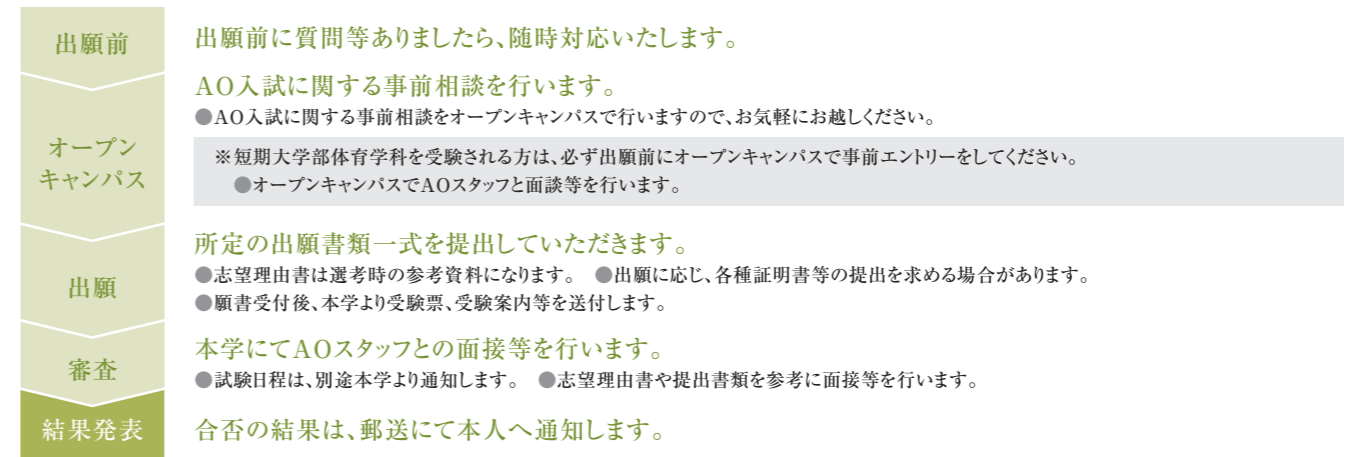 出願前
出願前に質問等ありましたら、随時対応いたします。
オープン
キャンパス
AO入試に関する事前相談を行います。
●AO入試に関する事前相談をオープンキャンパスで行いますので、お気軽にお越しください。
※短期大学部体育学科を受験される方は、必ず出願前にオープンキャンパスで事前エントリーをしてください。
●オープンキャンパスでAOスタッフと面談等を行います。
出願
所定の出願書類一式を提出していただきます。
●志望理由書は選考時の参考資料になります。 ●出願に応じ、各種証明書等の提出を求める場合があります。
●願書受付後、本学より受験票、受験案内等を送付します。
審査
本学にてAOスタッフとの面接等を行います。
●試験日程は、別途本学より通知します。 ●志望理由書や提出書類を参考に面接等を行います。
結果発表
合否の結果は、郵送にて本人へ通知します。